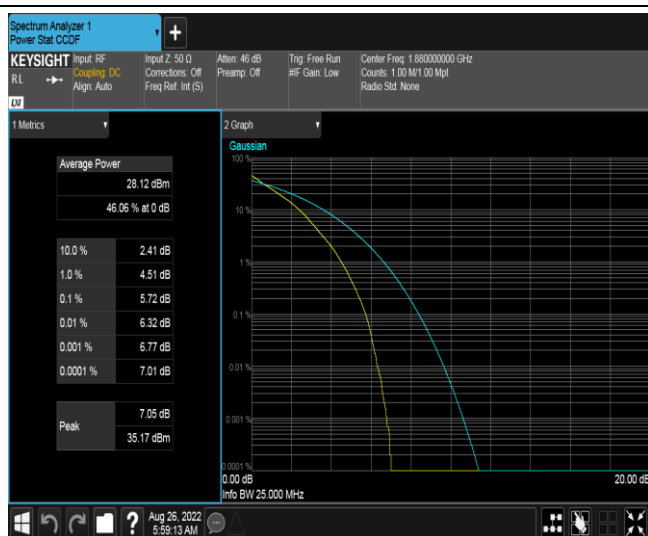 Spectrum Analyzer 1
Power Stat CCDF
+
KEYSIGHT
RL
LXI
Input: RF
Coupling: DC
Align: Auto
Input Z: 50 Ω
Corrections: Off
Freq Ref: Int (S)
Atten: 46 dB
Preamp: Off
Trig: Free Run
#IF Gain: Low
Center Freq: 1.880000000 GHz
Counts: 1.00 M/1.00 Mpt
Radio Std: None
1 Metrics
Average Power
28.12 dBm
46.06 % at 0 dB
10.0 % 2.41 dB
1.0 % 4.51 dB
0.1 % 5.72 dB
0.01 % 6.32 dB
0.001 % 6.77 dB
0.0001 % 7.01 dB
Peak
7.05 dB
35.17 dBm
2 Graph
Gaussian
100 %
10 %
1 %
0.1 %
0.01 %
0.001 %
0.0001 %
0.00 dB 20.00 dB
Info BW 25.000 MHz
?
Aug 26, 2022
5:59:13 AM